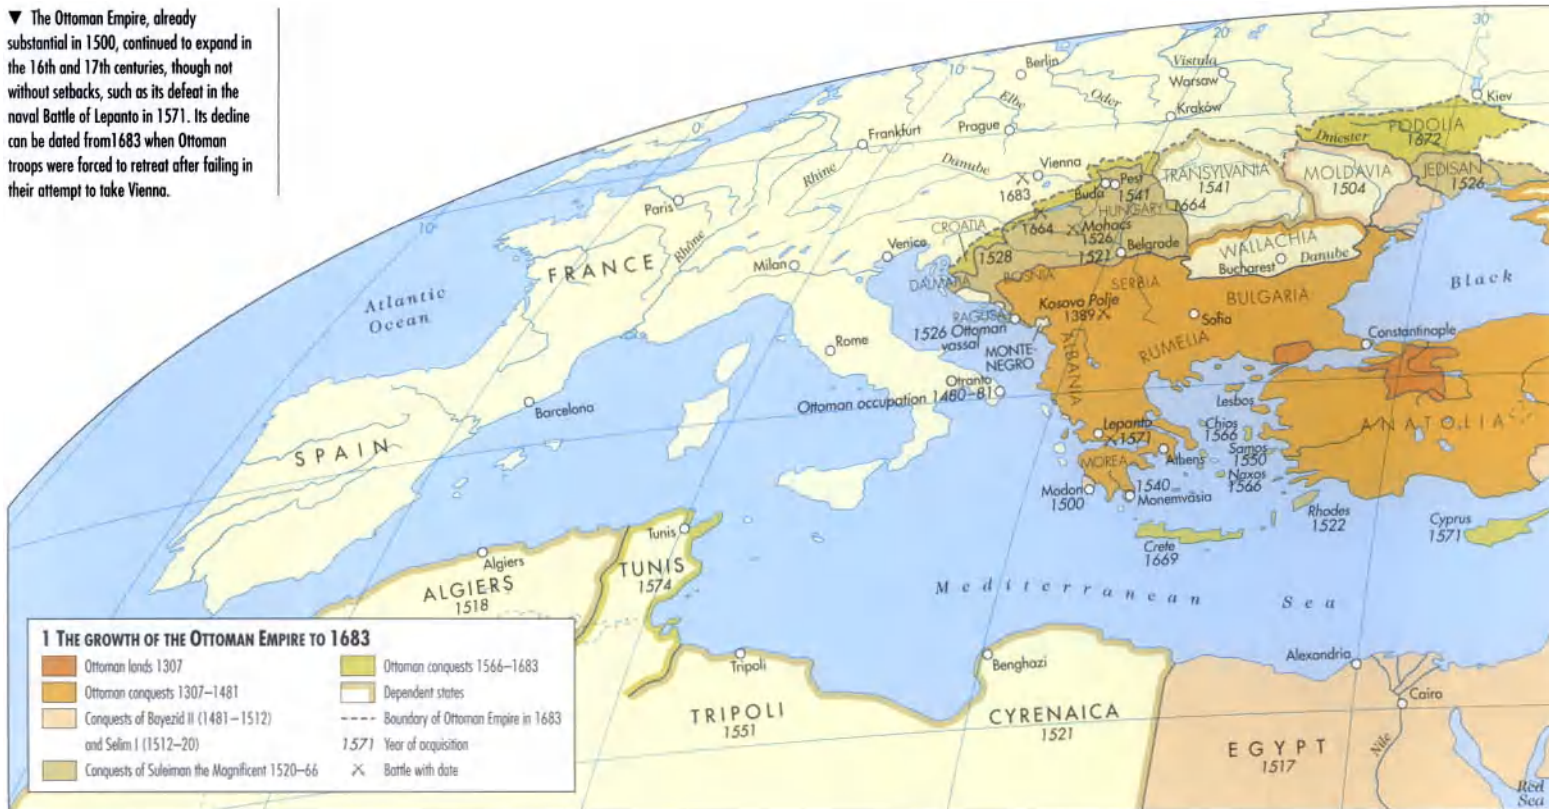 ▼ The Ottoman Empire, already
substantial in 1500, continued to expand in
the 16th and 17th centuries, though not
without setbacks, such as its defeat in the
naval Battle of Lepanto in 1571. Its decline
can be dated from1683 when Ottoman
troops were forced to retreat after failing in
their attempt to take Vienna.
10
20
30
Berlin
Vistula
Warsaw
Elbe
Oder
Kiev
Kraków
0
Frankfurt
Prague
Dniester
PODOLIA
1672
Rhine
Danube
Vienna
1683
Buda
Pest
1541
TRANSYLVANIA
1541
MOLDAVIA
1504
JEDISAN
1526
Paris
10
1664
HUNGARY
1664
Mohacs
1526
CROATIA
Rhône
Venice
1528
1521
Belgrade
WALLACHIA
Bucharest
Danube
FRANCE
Milan
DALMATIA
BOSNIA
SERBIA
Black
Atlantic
Ocean
Kosovo Polje
1389
BULGARIA
RAGUSA
1526 Ottoman
vassal
Sofia
Constantinople
Rome
MONTE-
NEGRO
ALBANIA
RUMELIA
Otranto
Ottoman occupation 1480–81
Barcelona
Lesbos
SPAIN
Lepanto
1571
Chios
1566
ANATOLIA
Athens
Samos
1550
MOREA
Naxos
1566
Modon
1500
1540
Monemvasia
Rhodes
1522
Cyprus
1571
Tunis
Crete
1669
Algiers
ALGIERS
1518
TUNIS
1574
Mediterranean Sea
1 THE GROWTH OF THE OTTOMAN EMPIRE TO 1683
Ottoman lands 1307
Ottoman conquests 1307–1481
Conquests of Bayezid II (1481–1512)
and Selim I (1512–20)
Conquests of Suleiman the Magnificent 1520–66
Ottoman conquests 1566–1683
Dependent states
Boundary of Ottoman Empire in 1683
1571 Year of acquisition
Battle with date
Tripoli
Benghazi
Alexandria
Cairo
TRIPOLI
1551
CYRENAICA
1521
EGYPT
1517
Nile
Red
Sea